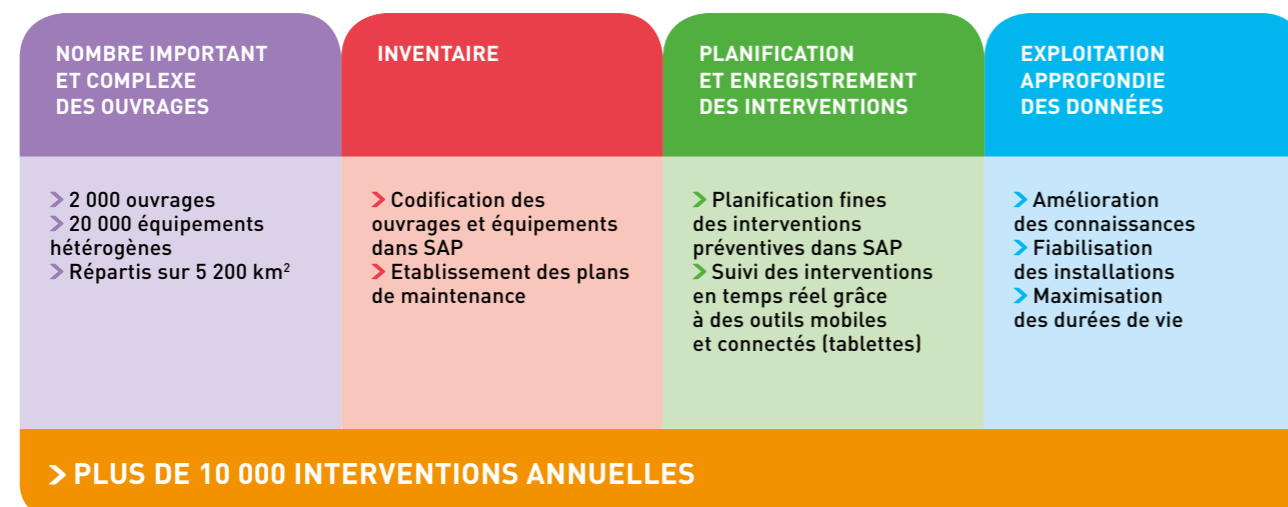 NOMBRE IMPORTANT
ET COMPLEXE
DES OUVRAGES
> 2 000 ouvrages
> 20 000 équipements
hétérogènes
> Répartis sur 5 200 km²
INVENTAIRE
> Codification des
ouvrages et équipements
dans SAP
> Etablissement des plans
de maintenance
PLANIFICATION
ET ENREGISTREMENT
DES INTERVENTIONS
> Planification fines
des interventions
préventives dans SAP
> Suivi des interventions
en temps réel grâce
à des outils mobiles
et connectés (tablettes)
EXPLOITATION
APPROFONDIE
DES DONNÉES
> Amélioration
des connaissances
> Fiabilisation
des installations
> Maximisation
des durées de vie
> PLUS DE 10 000 INTERVENTIONS ANNUELLES